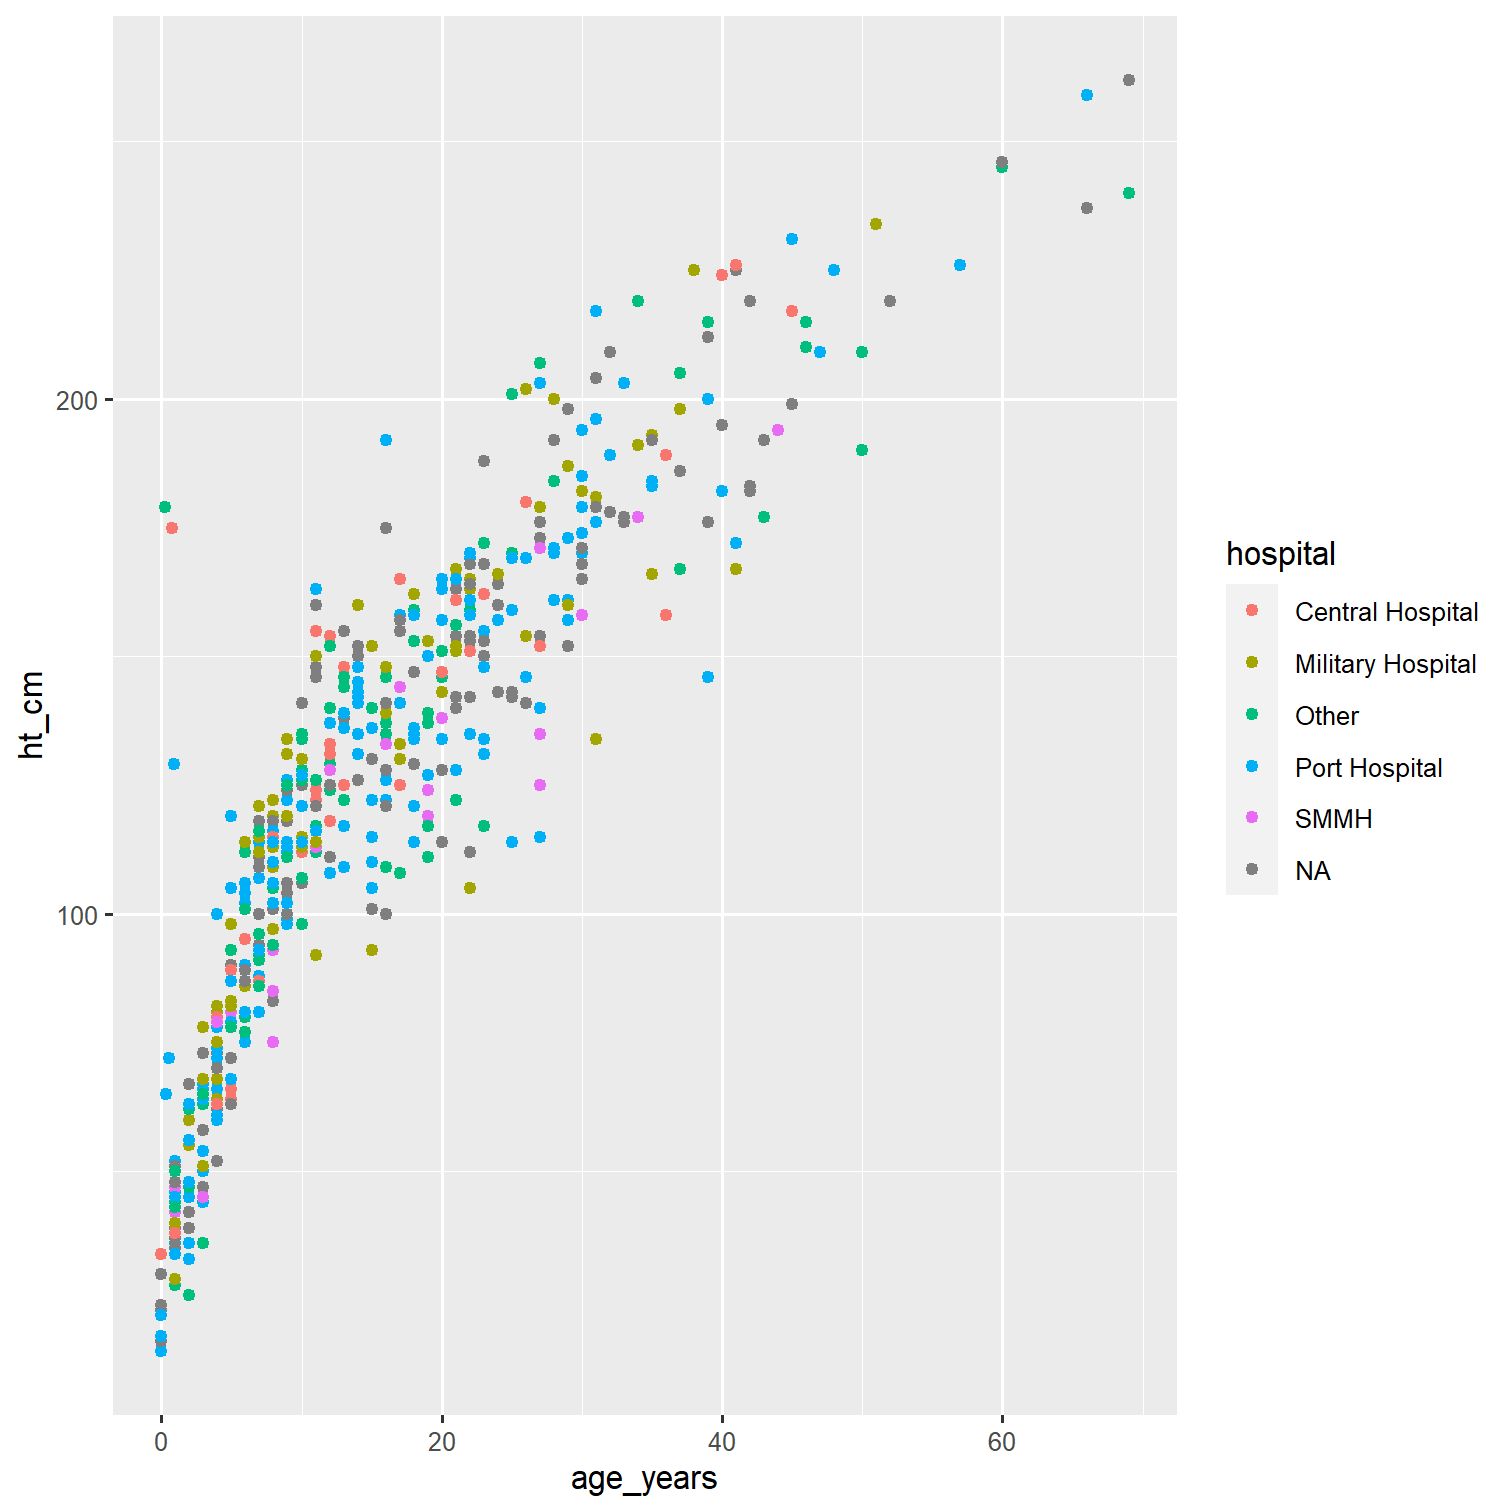 ht_cm
200
100
0
20
40
60
age_years
hospital
Central Hospital
Military Hospital
Other
Port Hospital
SMMH
NA